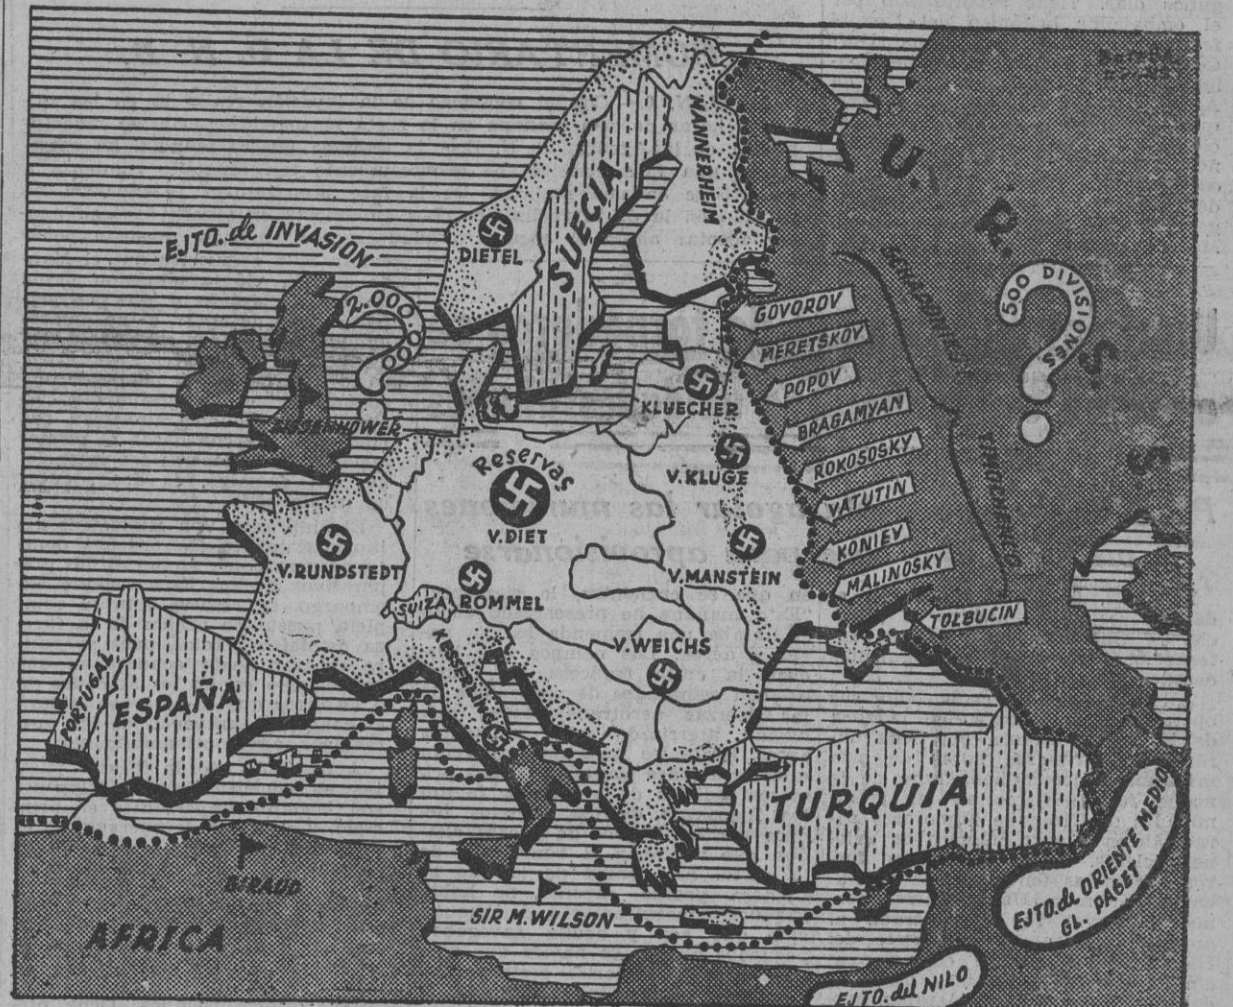 EJTO. de INVASION
2.000.000
?
EISENHOWER
DIETEL
SUECIA
MANNERHEIM
U. R. S. S.
500 DIVISIONES
?
GOVOROV
MERETSKOV
POPOV
BRAGAMYAN
ROKOSOSKY
VATUTIN
KONIEV
MALINOSKY
TOLBUCIN
TIMOCHENCO
KLUECHER
V. KLUGE
Reservas
V. DIET
V. RUNDSTEDT
SUIZA
ROMMEL
V. MANSTEIN
V. WEICHS
KESSERLING
PORTUGAL
ESPAÑA
TURQUIA
GIRAUD
AFRICA
SIR M. WILSON
EJTO. de ORIENTE MEDIO
GL. PAGET
EJTO. del NILO